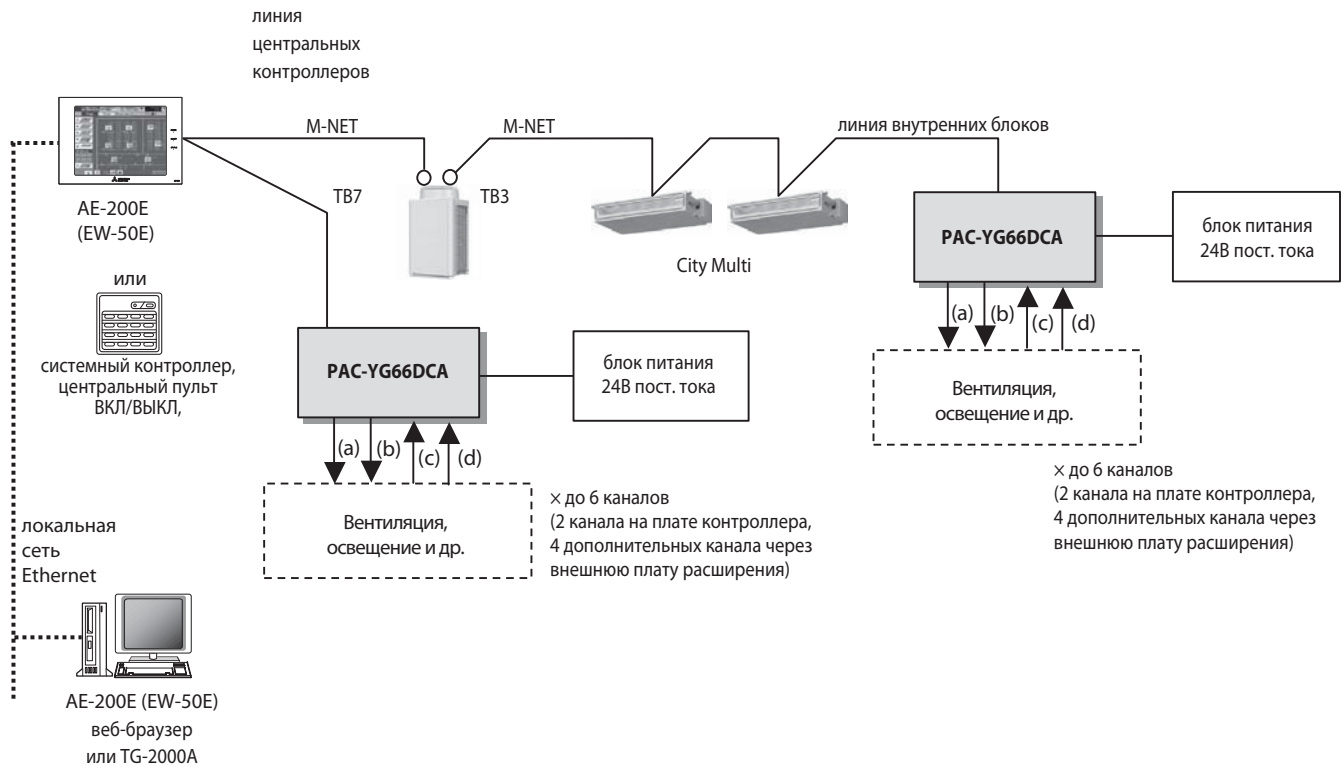 линия
центральных
контроллеров
M-NET
M-NET
линия внутренних блоков
TB7
TB3
AE-200E
(EW-50E)
City Multi
PAC-YG66DCA
блок питания
24В пост. тока
или
(a)
(b)
(c)
(d)
системный контроллер,
центральный пульт
ВКЛ/ВЫКЛ,
PAC-YG66DCA
блок питания
24В пост. тока
Вентиляция,
освещение и др.
(a)
(b)
(c)
(d)
× до 6 каналов
(2 канала на плате контроллера,
4 дополнительных канала через
внешнюю плату расширения)
Вентиляция,
освещение и др.
× до 6 каналов
(2 канала на плате контроллера,
4 дополнительных канала через
внешнюю плату расширения)
локальная
сеть
Ethernet
AE-200E (EW-50E)
веб-браузер
или TG-2000A